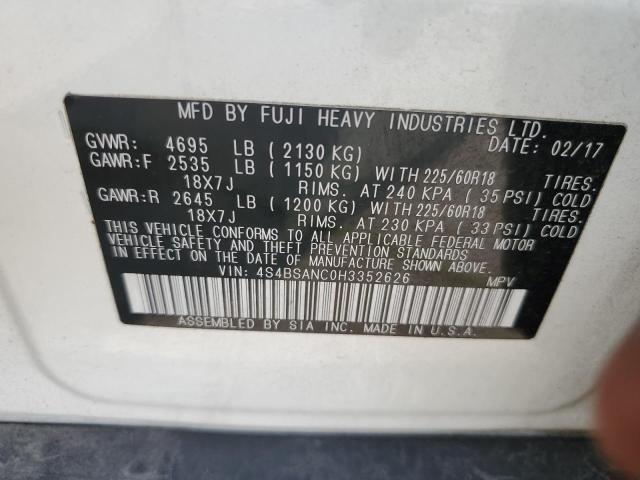 MFD BY FUJI HEAVY INDUSTRIES LTD.
GVWR: 4695 LB ( 2130 KG) DATE: 02/17
GAWR:F 2535 LB ( 1150 KG) WITH 225/60R18 TIRES.
18X7J RIMS. AT 240 KPA ( 35 PSI) COLD
GAWR:R 2645 LB ( 1200 KG) WITH 225/60R18 TIRES.
18X7J RIMS. AT 230 KPA ( 33 PSI) COLD
THIS VEHICLE CONFORMS TO ALL APPLICABLE FEDERAL MOTOR
VEHICLE SAFETY AND THEFT PREVENTION STANDARDS
IN EFFECT ON THE DATE OF MANUFACTURE SHOWN ABOVE.
VIN: 4S4BSANC0H3352626 MPV
ASSEMBLED BY SIA INC. MADE IN U.S.A.